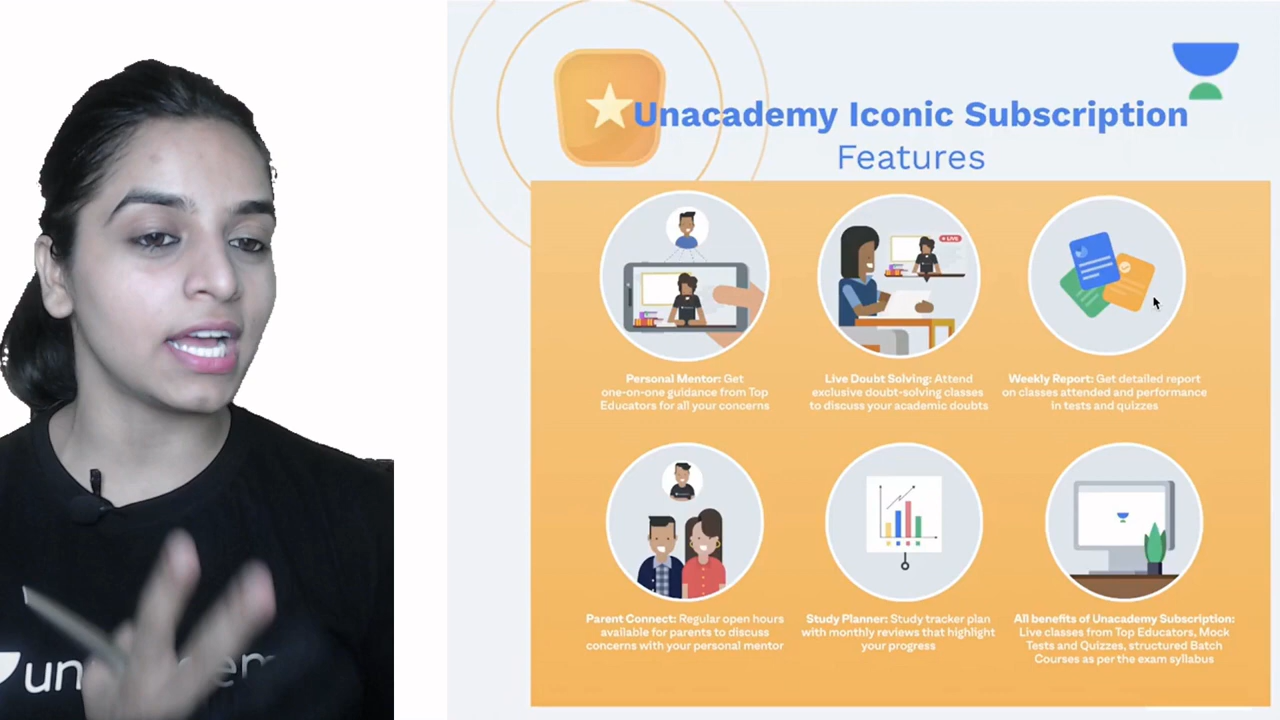 Unacademy Iconic Subscription
Features
LIVE
Personal Mentor: Get
one-on-one guidance from Top
Educators for all your concerns
Live Doubt Solving: Attend
exclusive doubt-solving classes
to discuss your academic doubts
Weekly Report: Get detailed report
on classes attended and performance
in tests and quizzes
Parent Connect: Regular open hours
available for parents to discuss
concerns with your personal mentor
Study Planner: Study tracker plan
with monthly reviews that highlight
your progress
All benefits of Unacademy Subscription:
Live classes from Top Educators, Mock
Tests and Quizzes, structured Batch
Courses as per the exam syllabus